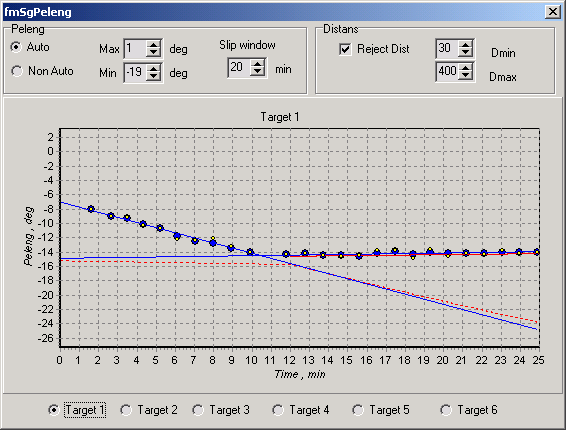 fmSgPeleng
Peleng
Auto
Non Auto
Max 1 deg
Min -19 deg
Slip window
20 min
Distans
Reject Dist
30 Dmin
400 Dmax
Target 1
Peleng , deg
2
0
-2
-4
-6
-8
-10
-12
-14
-16
-18
-20
-22
-24
-26
0 1 2 3 4 5 6 7 8 9 10 11 12 13 14 15 16 17 18 19 20 21 22 23 24 25
Time , min
Target 1 Target 2 Target 3 Target 4 Target 5 Target 6